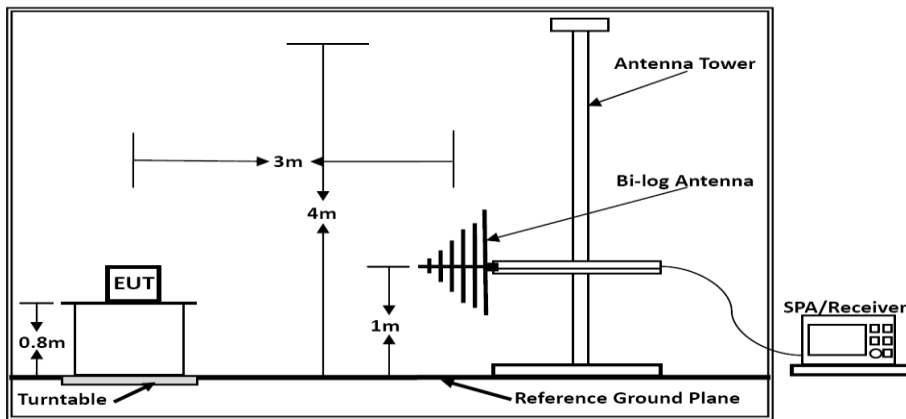 Antenna Tower
3m
Bi-log Antenna
4m
EUT
SPA/Receiver
0.8m
1m
Turntable
Reference Ground Plane